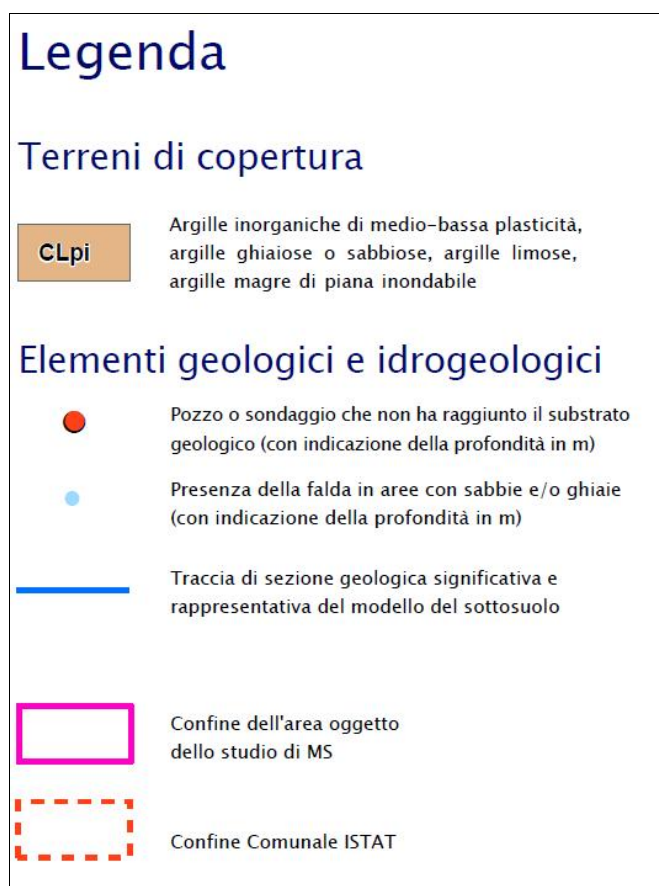 Legenda
Terreni di copertura
CLpi
Argille inorganiche di medio-bassa plasticità,
argille ghiaiose o sabbiose, argille limose,
argille magre di piana inondabile
Elementi geologici e idrogeologici
Pozzo o sondaggio che non ha raggiunto il substrato
geologico (con indicazione della profondità in m)
Presenza della falda in aree con sabbie e/o ghiaie
(con indicazione della profondità in m)
Traccia di sezione geologica significativa e
rappresentativa del modello del sottosuolo
Confine dell'area oggetto
dello studio di MS
Confine Comunale ISTAT